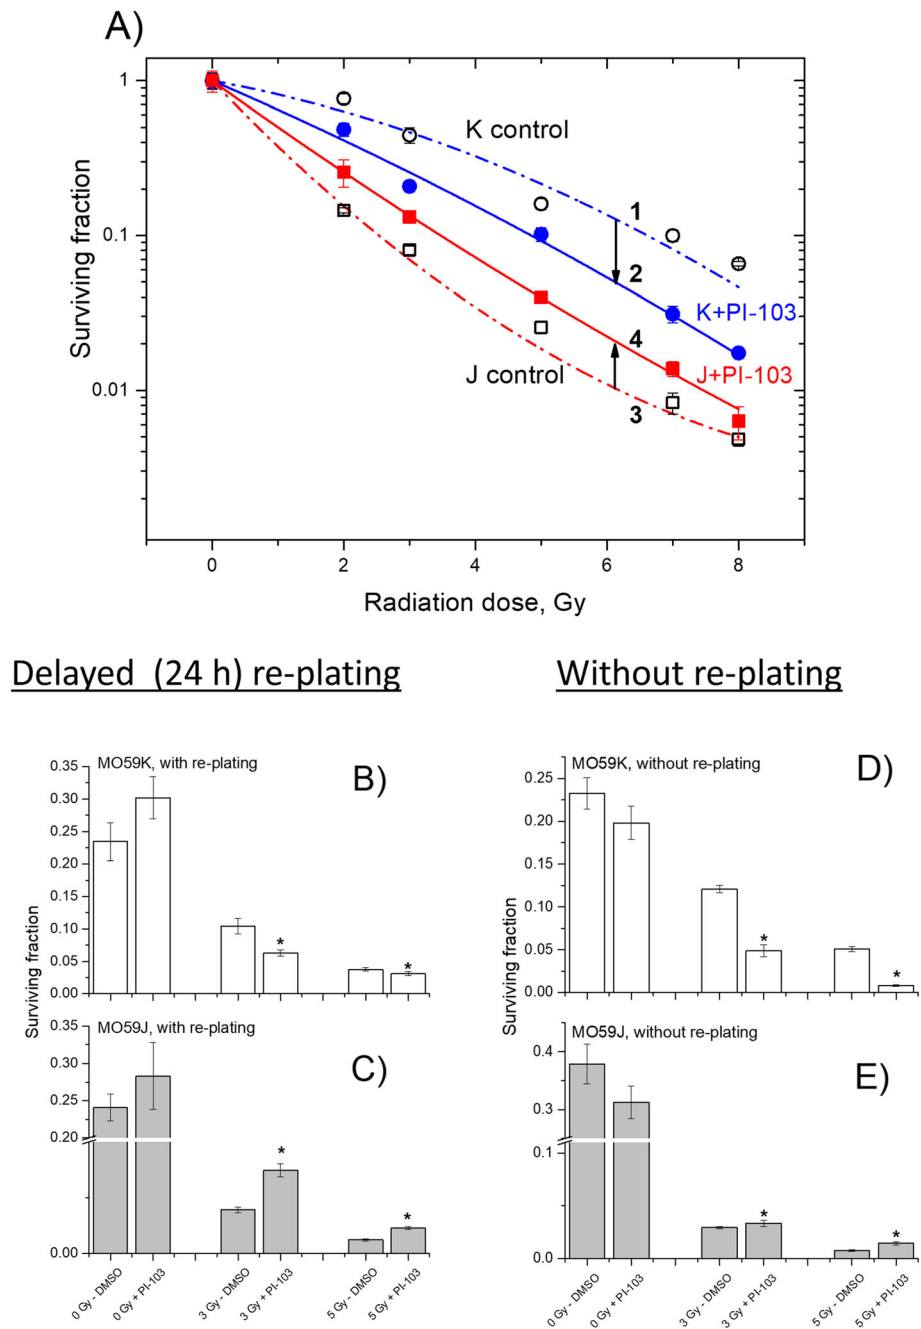 A)
1
K control
1
0.1
2
K+PI-103
4
J+PI-103
J control
0.01
3
Surviving fraction
0
2
4
6
8
Radiation dose, Gy
Delayed (24 h) re-plating
Without re-plating
MO59K, with re-plating
B)
0.35
0.30
0.25
0.20
0.15
0.10
0.05
0.00
*
*
MO59J, with re-plating
C)
0.35
0.30
0.25
0.20
0.00
*
*
Surviving fraction
0 Gy - DMSO
0 Gy + PI-103
3 Gy - DMSO
3 Gy + PI-103
5 Gy - DMSO
5 Gy + PI-103
MO59K, without re-plating
D)
0.25
0.20
0.15
0.10
0.05
0.00
*
*
MO59J, without re-plating
E)
0.4
0.3
0.1
0.0
*
*
Surviving fraction
0 Gy - DMSO
0 Gy + PI-103
3 Gy - DMSO
3 Gy + PI-103
5 Gy - DMSO
5 Gy + PI-103